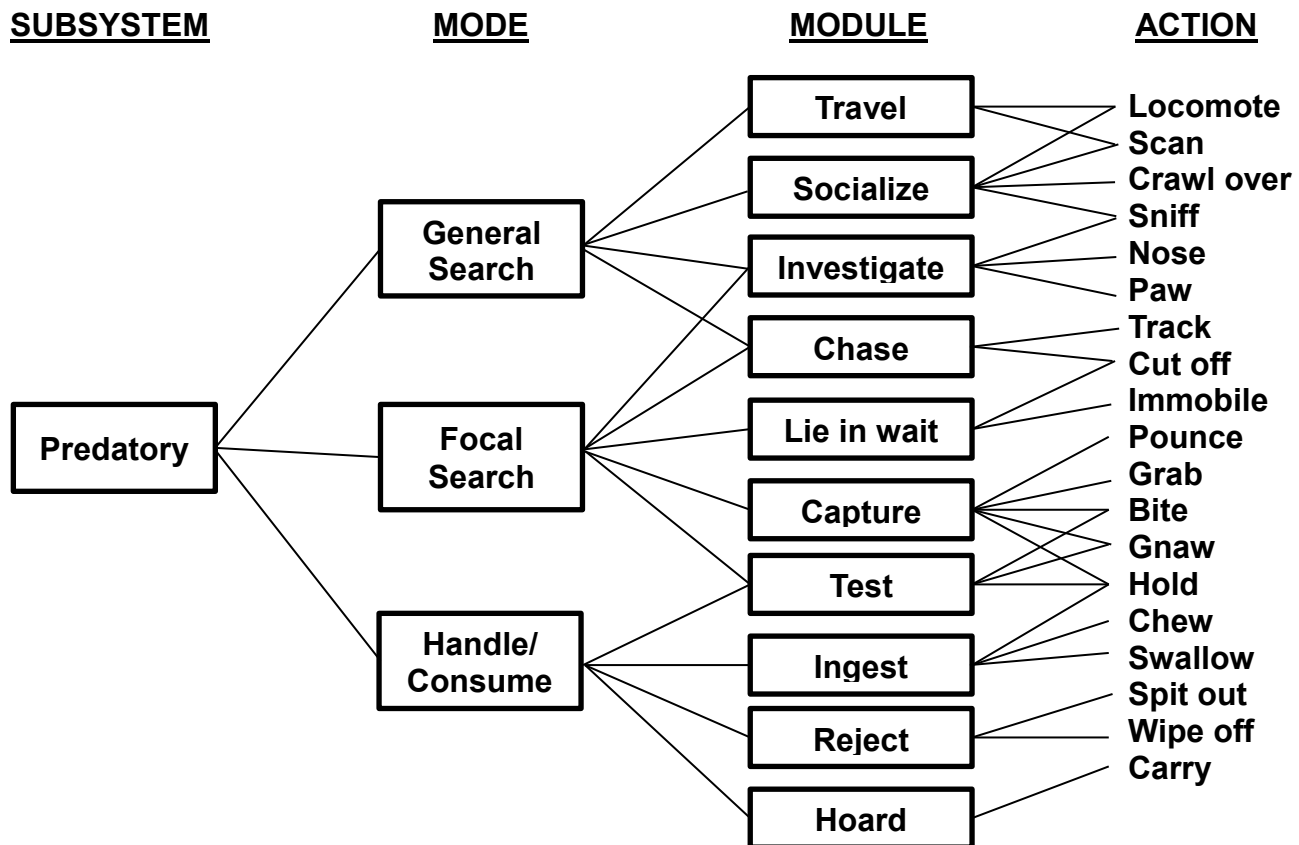 SUBSYSTEM
MODE
MODULE
ACTION
Predatory
General
Search
Focal
Search
Handle/
Consume
Travel
Socialize
Investigate
Chase
Lie in wait
Capture
Test
Ingest
Reject
Hoard
Locomote
Scan
Crawl over
Sniff
Nose
Paw
Track
Cut off
Immobile
Pounce
Grab
Bite
Gnaw
Hold
Chew
Swallow
Spit out
Wipe off
Carry